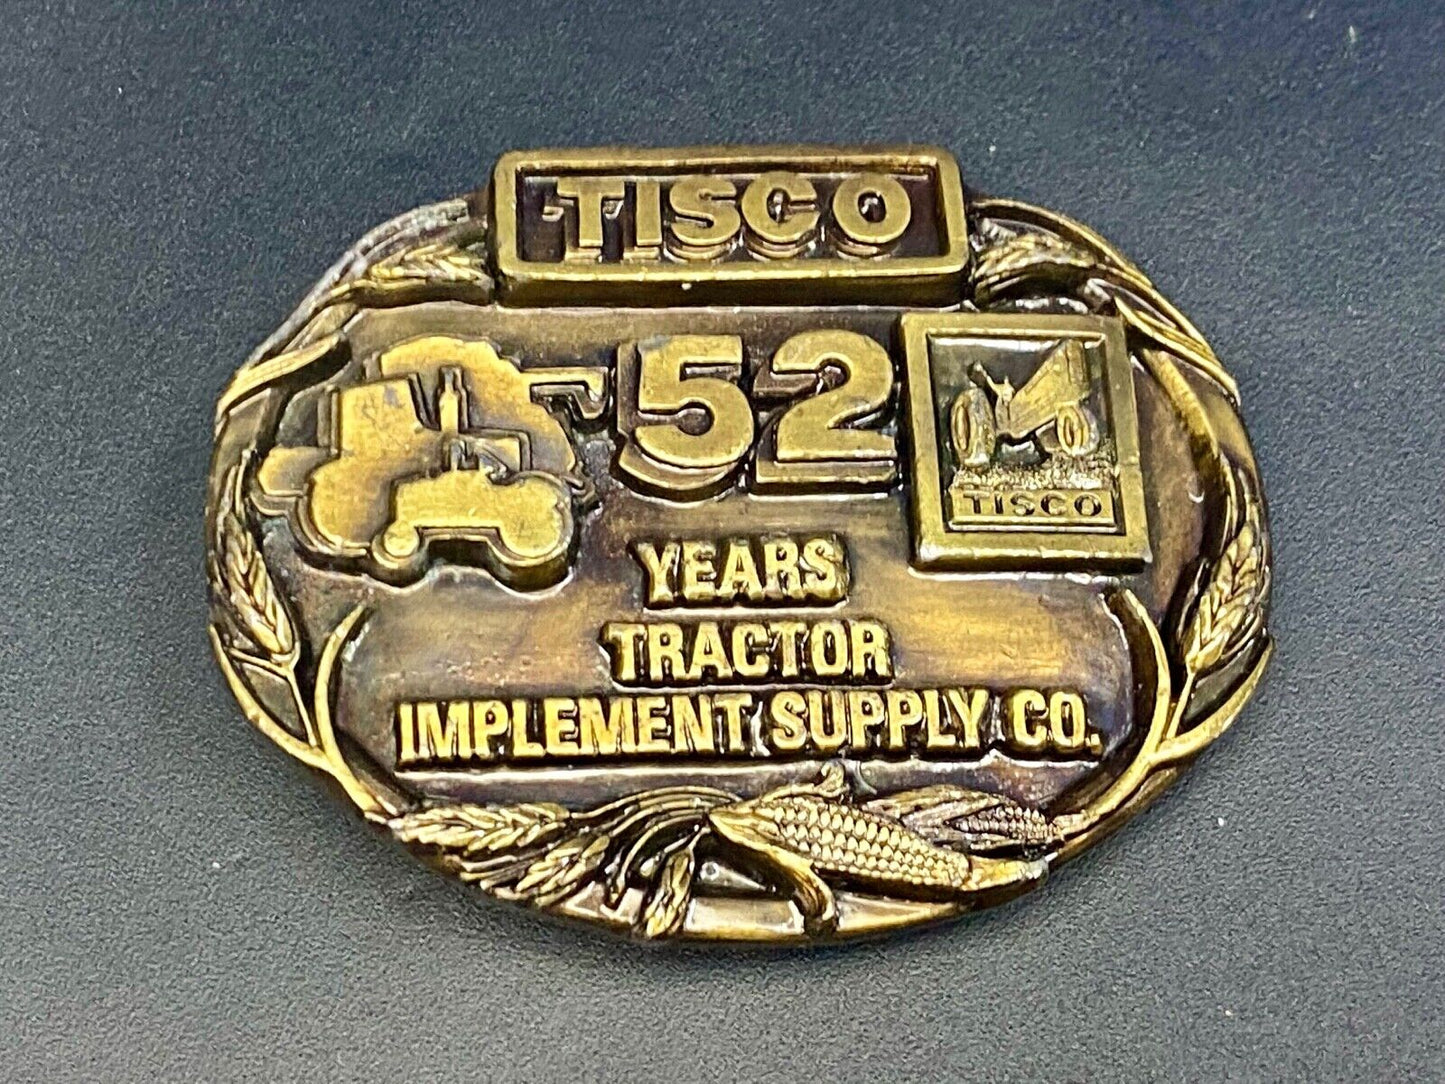 TISCO
52
TISCO
YEARS
TRACTOR
IMPLEMENT SUPPLY CO.